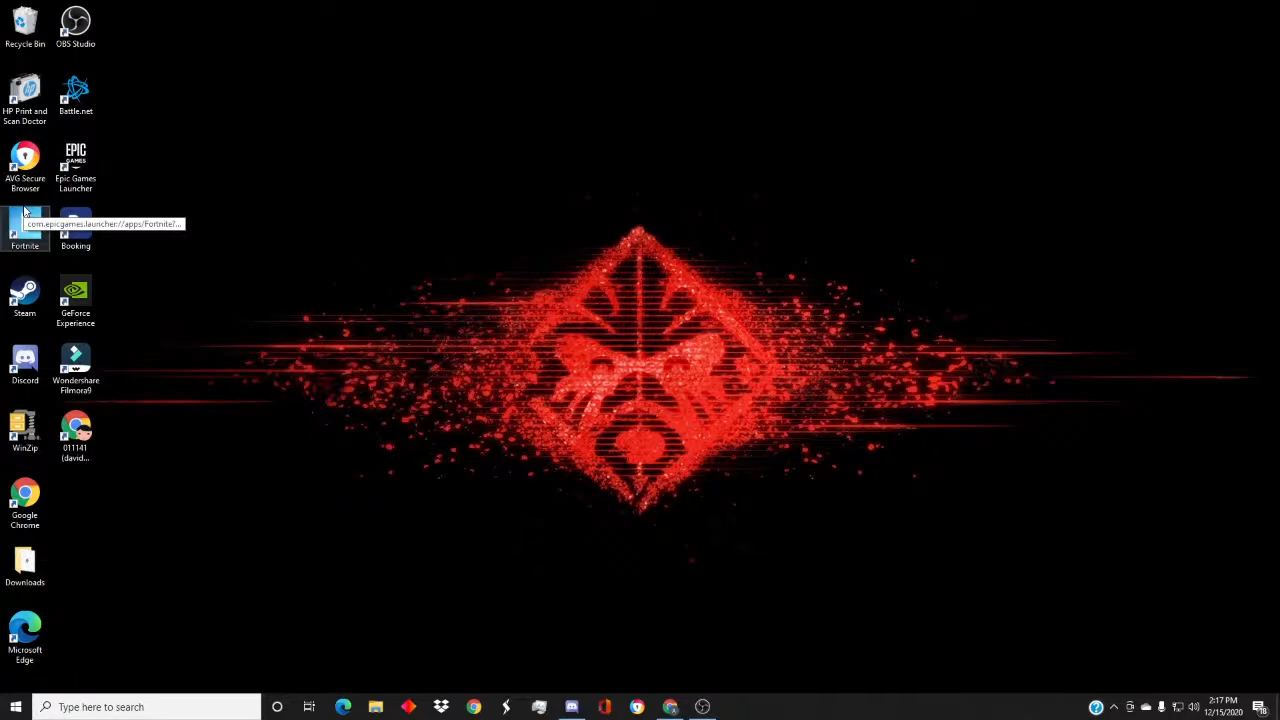 Recycle Bin
OBS Studio
HP Print and
Scan Doctor
Battle.net
AVG Secure
Browser
EPIC
GAMES
Epic Games
Launcher
com.epicgames.launcher://apps/Fortnite?...
Fortnite
Booking
Steam
GeForce
Experience
Discord
Wondershare
Filmora9
WinZip
011141
(david...
Google
Chrome
Downloads
Microsoft
Edge
Type here to search
2:17 PM
12/15/2020
18